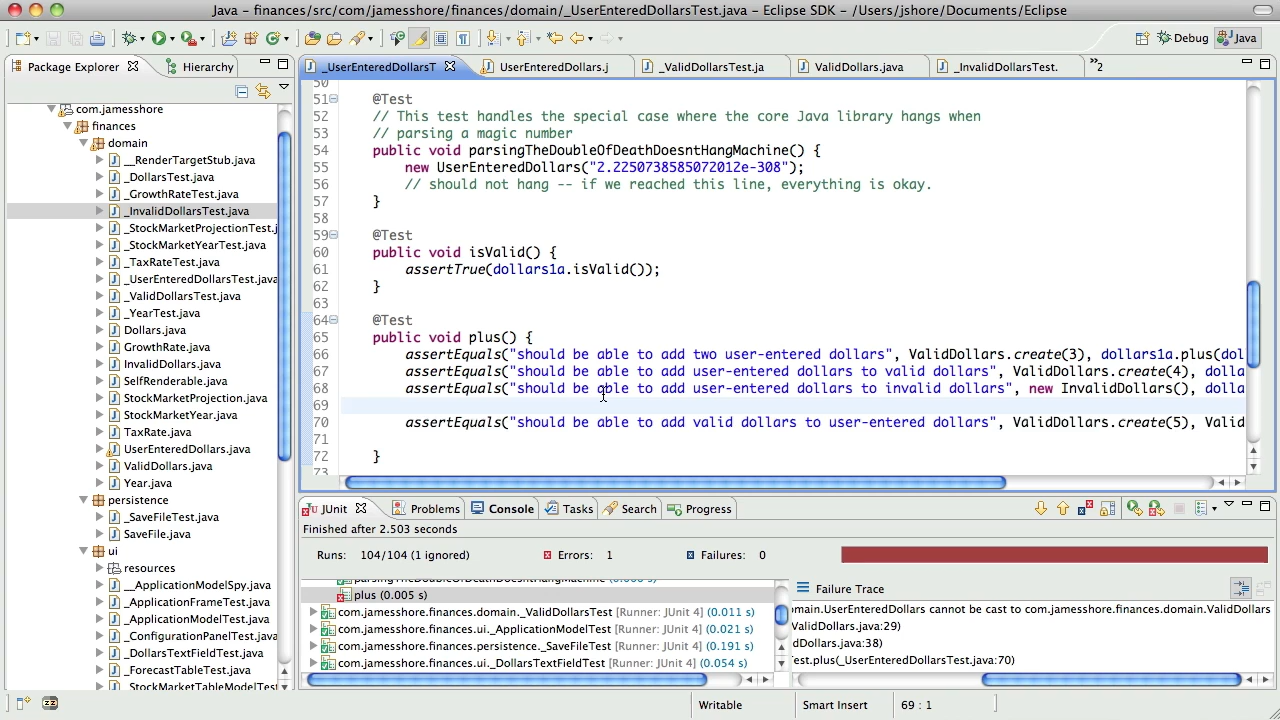 Java – finances/src/com/jamesshore/finances/domain/_UserEnteredDollarsTest.java – Eclipse SDK – /Users/jshore/Documents/Eclipse
Debug
Java
Package Explorer
Hierarchy
_UserEnteredDollarsT
UserEnteredDollars.j
_ValidDollarsTest.ja
ValidDollars.java
_InvalidDollarsTest.
»2
com.jamesshore
finances
domain
__RenderTargetStub.java
_DollarsTest.java
_GrowthRateTest.java
_InvalidDollarsTest.java
_StockMarketProjectionTest.j
_StockMarketYearTest.java
_TaxRateTest.java
_UserEnteredDollarsTest.java
_ValidDollarsTest.java
_YearTest.java
Dollars.java
GrowthRate.java
InvalidDollars.java
SelfRenderable.java
StockMarketProjection.java
StockMarketYear.java
TaxRate.java
UserEnteredDollars.java
ValidDollars.java
Year.java
persistence
_SaveFileTest.java
SaveFile.java
ui
resources
__ApplicationModelSpy.java
_ApplicationFrameTest.java
_ApplicationModelTest.java
_ConfigurationPanelTest.java
_DollarsTextFieldTest.java
_ForecastTableTest.java
_StockMarketTableModelTest
50
51 @Test
52 // This test handles the special case where the core Java library hangs when
53 // parsing a magic number
54 public void parsingTheDoubleOfDeathDoesntHangMachine() {
55 new UserEnteredDollars("2.2250738585072012e-308");
56 // should not hang -- if we reached this line, everything is okay.
57 }
58
59 @Test
60 public void isValid() {
61 assertTrue(dollars1a.isValid());
62 }
63
64 @Test
65 public void plus() {
66 assertEquals("should be able to add two user-entered dollars", ValidDollars.create(3), dollars1a.plus(dol
67 assertEquals("should be able to add user-entered dollars to valid dollars", ValidDollars.create(4), dolla
68 assertEquals("should be able to add user-entered dollars to invalid dollars", new InvalidDollars(), dolla
69
70 assertEquals("should be able to add valid dollars to user-entered dollars", ValidDollars.create(5), Valid
71
72 }
73
JUnit
Problems
Console
Tasks
Search
Progress
Finished after 2.503 seconds
Runs: 104/104 (1 ignored)
Errors: 1
Failures: 0
parsingTheDoubleOfDeathDoesntHangMachine (0.000 s)
plus (0.005 s)
com.jamesshore.finances.domain._ValidDollarsTest [Runner: JUnit 4] (0.011 s)
com.jamesshore.finances.ui._ApplicationModelTest [Runner: JUnit 4] (0.021 s)
com.jamesshore.finances.persistence._SaveFileTest [Runner: JUnit 4] (0.191 s)
com.jamesshore.finances.ui._DollarsTextFieldTest [Runner: JUnit 4] (0.054 s)
Failure Trace
omain.UserEnteredDollars cannot be cast to com.jamesshore.finances.domain.ValidDollars
ValidDollars.java:29)
dDollars.java:38)
Test.plus(_UserEnteredDollarsTest.java:70)
Writable
Smart Insert
69 : 1